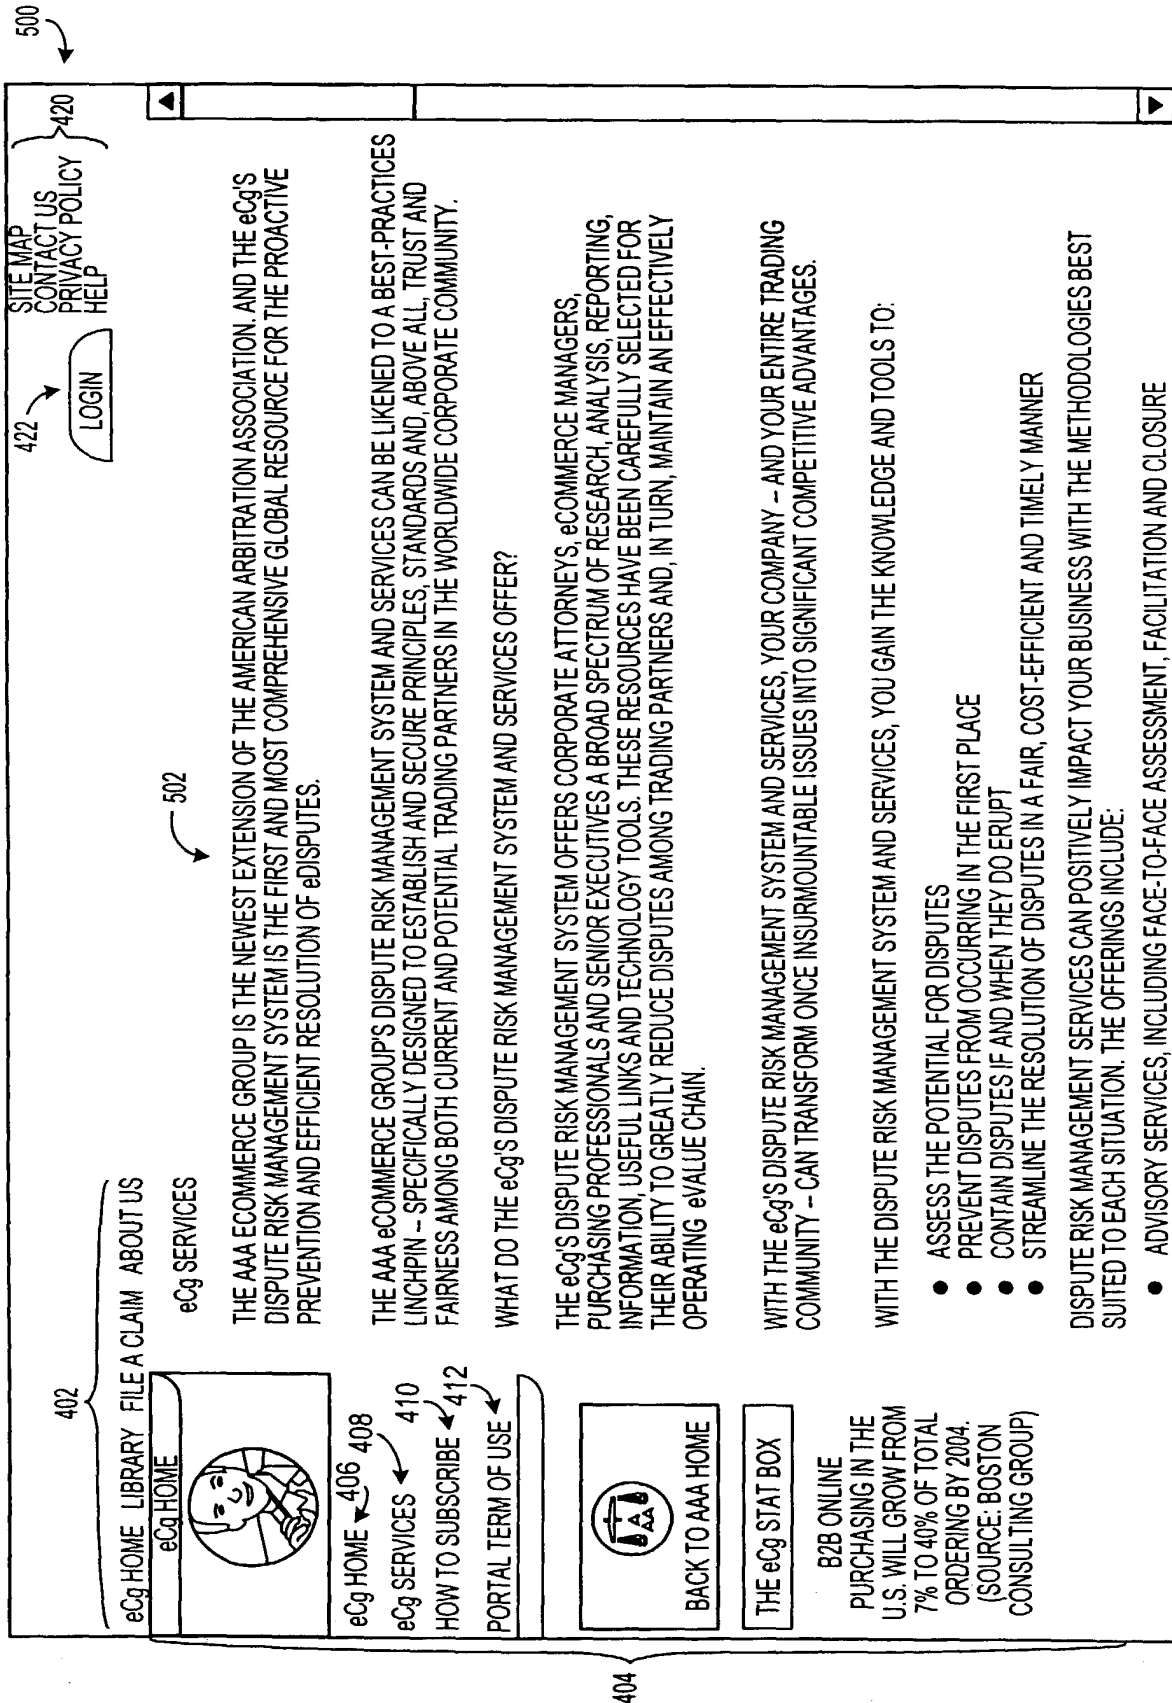 500
SITE MAP
CONTACT US
PRIVACY POLICY
HELP
420
422
LOGIN
402
eCg HOME LIBRARY FILE A CLAIM ABOUT US
eCg HOME
eCg HOME 406
eCg SERVICES 408
HOW TO SUBSCRIBE 410
PORTAL TERM OF USE 412
AAA
BACK TO AAA HOME
THE eCg STAT BOX
B2B ONLINE
PURCHASING IN THE
U.S. WILL GROW FROM
7% TO 40% OF TOTAL
ORDERING BY 2004.
(SOURCE: BOSTON
CONSULTING GROUP)
404
eCg SERVICES
502
THE AAA ECOMMERCE GROUP IS THE NEWEST EXTENSION OF THE AMERICAN ARBITRATION ASSOCIATION. AND THE eCg'S
DISPUTE RISK MANAGEMENT SYSTEM IS THE FIRST AND MOST COMPREHENSIVE GLOBAL RESOURCE FOR THE PROACTIVE
PREVENTION AND EFFICIENT RESOLUTION OF eDISPUTES.
THE AAA eCOMMERCE GROUP'S DISPUTE RISK MANAGEMENT SYSTEM AND SERVICES CAN BE LIKENED TO A BEST-PRACTICES
LINCHPIN -- SPECIFICALLY DESIGNED TO ESTABLISH AND SECURE PRINCIPLES, STANDARDS AND, ABOVE ALL, TRUST AND
FAIRNESS AMONG BOTH CURRENT AND POTENTIAL TRADING PARTNERS IN THE WORLDWIDE CORPORATE COMMUNITY.
WHAT DO THE eCg'S DISPUTE RISK MANAGEMENT SYSTEM AND SERVICES OFFER?
THE eCg'S DISPUTE RISK MANAGEMENT SYSTEM OFFERS CORPORATE ATTORNEYS, eCOMMERCE MANAGERS,
PURCHASING PROFESSIONALS AND SENIOR EXECUTIVES A BROAD SPECTRUM OF RESEARCH, ANALYSIS, REPORTING,
INFORMATION, USEFUL LINKS AND TECHNOLOGY TOOLS. THESE RESOURCES HAVE BEEN CAREFULLY SELECTED FOR
THEIR ABILITY TO GREATLY REDUCE DISPUTES AMONG TRADING PARTNERS AND, IN TURN, MAINTAIN AN EFFECTIVELY
OPERATING eVALUE CHAIN.
WITH THE eCg'S DISPUTE RISK MANAGEMENT SYSTEM AND SERVICES, YOUR COMPANY -- AND YOUR ENTIRE TRADING
COMMUNITY -- CAN TRANSFORM ONCE INSURMOUNTABLE ISSUES INTO SIGNIFICANT COMPETITIVE ADVANTAGES.
WITH THE DISPUTE RISK MANAGEMENT SYSTEM AND SERVICES, YOU GAIN THE KNOWLEDGE AND TOOLS TO:
● ASSESS THE POTENTIAL FOR DISPUTES
● PREVENT DISPUTES FROM OCCURRING IN THE FIRST PLACE
● CONTAIN DISPUTES IF AND WHEN THEY DO ERUPT
● STREAMLINE THE RESOLUTION OF DISPUTES IN A FAIR, COST-EFFICIENT AND TIMELY MANNER
DISPUTE RISK MANAGEMENT SERVICES CAN POSITIVELY IMPACT YOUR BUSINESS WITH THE METHODOLOGIES BEST
SUITED TO EACH SITUATION. THE OFFERINGS INCLUDE:
● ADVISORY SERVICES, INCLUDING FACE-TO-FACE ASSESSMENT, FACILITATION AND CLOSURE